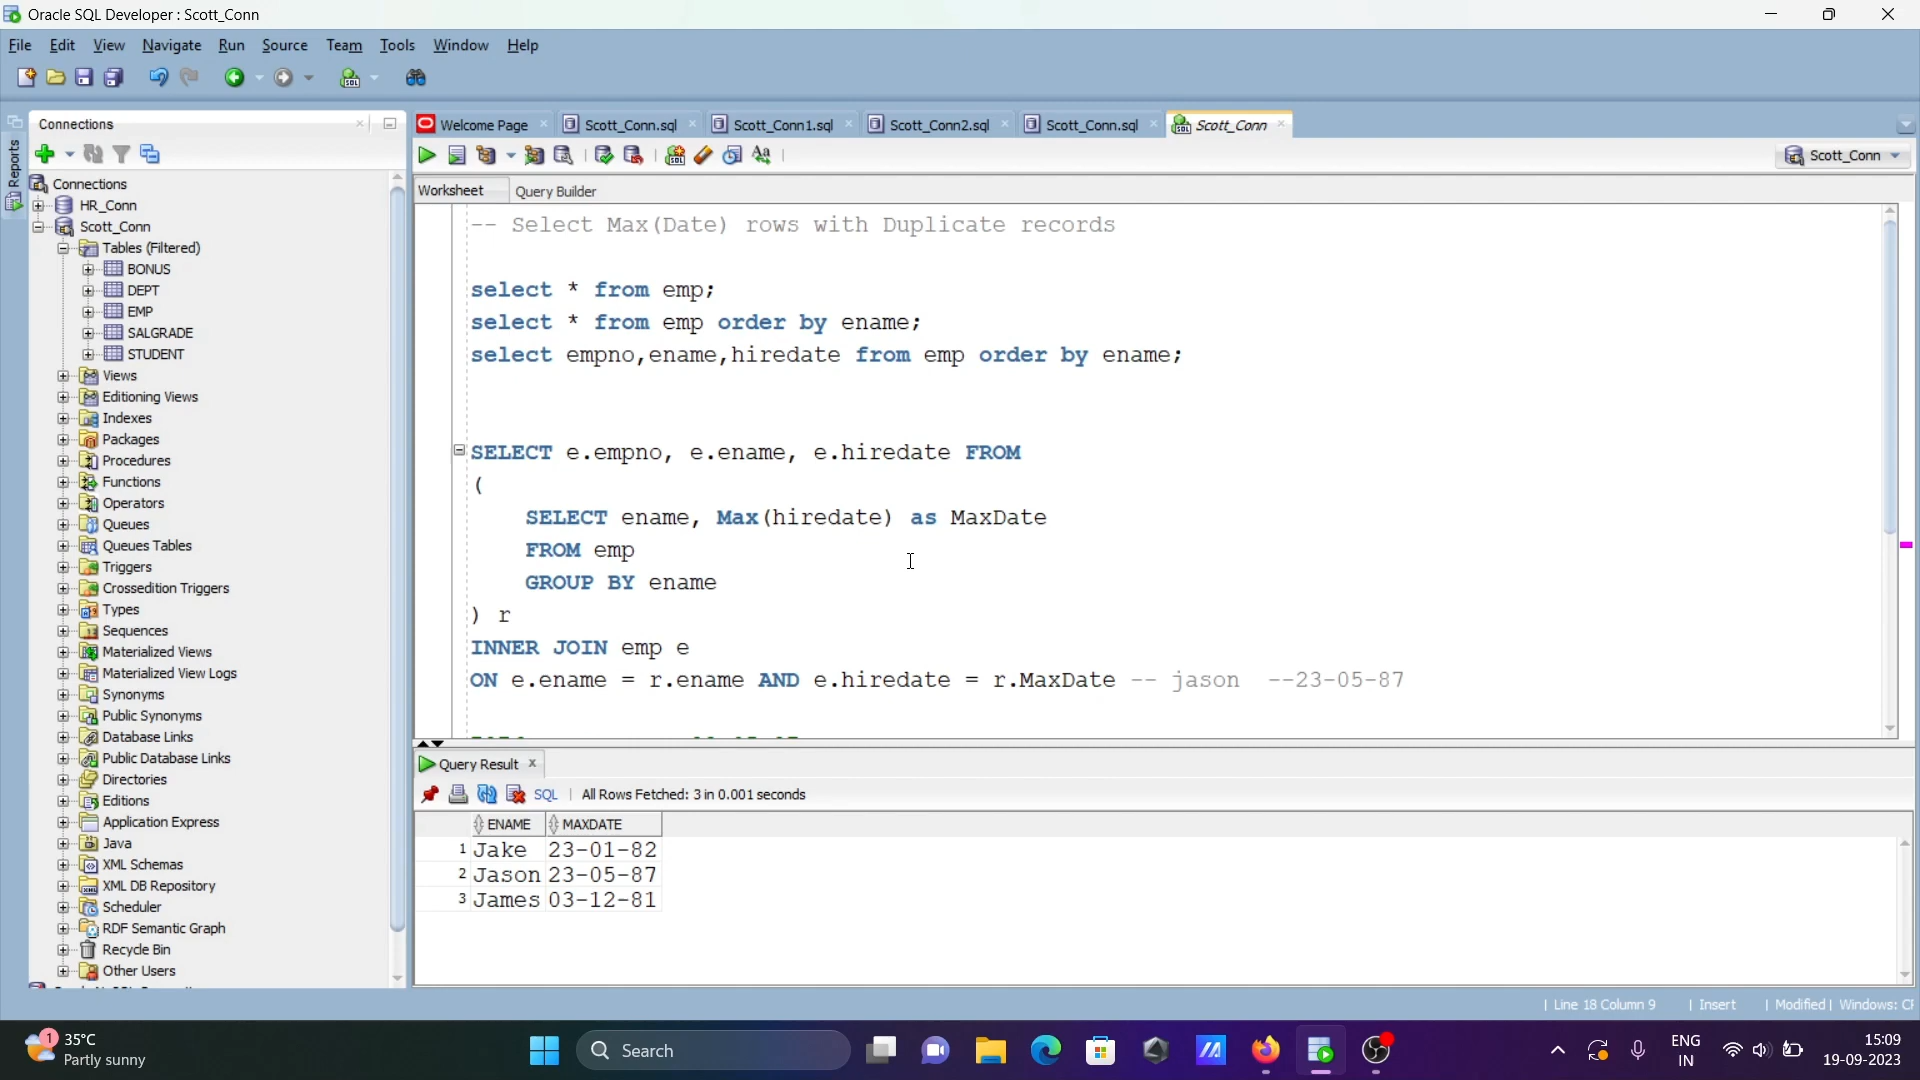 Oracle SQL Developer : Scott_Conn
File Edit View Navigate Run Source Team Tools Window Help
Connections
Welcome Page Scott_Conn.sql Scott_Conn1.sql Scott_Conn2.sql Scott_Conn.sql Scott_Conn
Reports
Scott_Conn
Worksheet Query Builder
Connections
HR_Conn
Scott_Conn
Tables (Filtered)
BONUS
DEPT
EMP
SALGRADE
STUDENT
Views
Editioning Views
Indexes
Packages
Procedures
Functions
Operators
Queues
Queues Tables
Triggers
Crossedition Triggers
Types
Sequences
Materialized Views
Materialized View Logs
Synonyms
Public Synonyms
Database Links
Public Database Links
Directories
Editions
Application Express
Java
XML Schemas
XML DB Repository
Scheduler
RDF Semantic Graph
Recycle Bin
Other Users
-- Select Max(Date) rows with Duplicate records
select * from emp;
select * from emp order by ename;
select empno,ename,hiredate from emp order by ename;
SELECT e.empno, e.ename, e.hiredate FROM
(
SELECT ename, Max(hiredate) as MaxDate
FROM emp
GROUP BY ename
) r
INNER JOIN emp e
ON e.ename = r.ename AND e.hiredate = r.MaxDate -- jason --23-05-87
Query Result
SQL | All Rows Fetched: 3 in 0.001 seconds
ENAME MAXDATE
1 Jake 23-01-82
2 Jason 23-05-87
3 James 03-12-81
| Line 18 Column 9 | Insert | Modified | Windows: CR
1 35°C
Partly sunny
Search
ENG
IN
15:09
19-09-2023